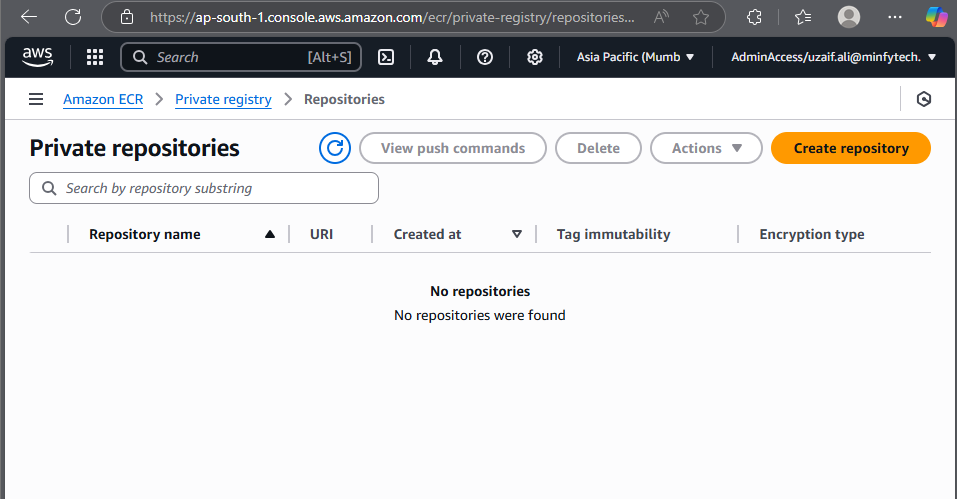 https://ap-south-1.console.aws.amazon.com/ecr/private-registry/repositories...
aws
Search [Alt+S]
Asia Pacific (Mumb
AdminAccess/uzaif.ali@minfytech.
Amazon ECR > Private registry > Repositories
Private repositories
View push commands
Delete
Actions
Create repository
Search by repository substring
Repository name
URI
Created at
Tag immutability
Encryption type
No repositories
No repositories were found